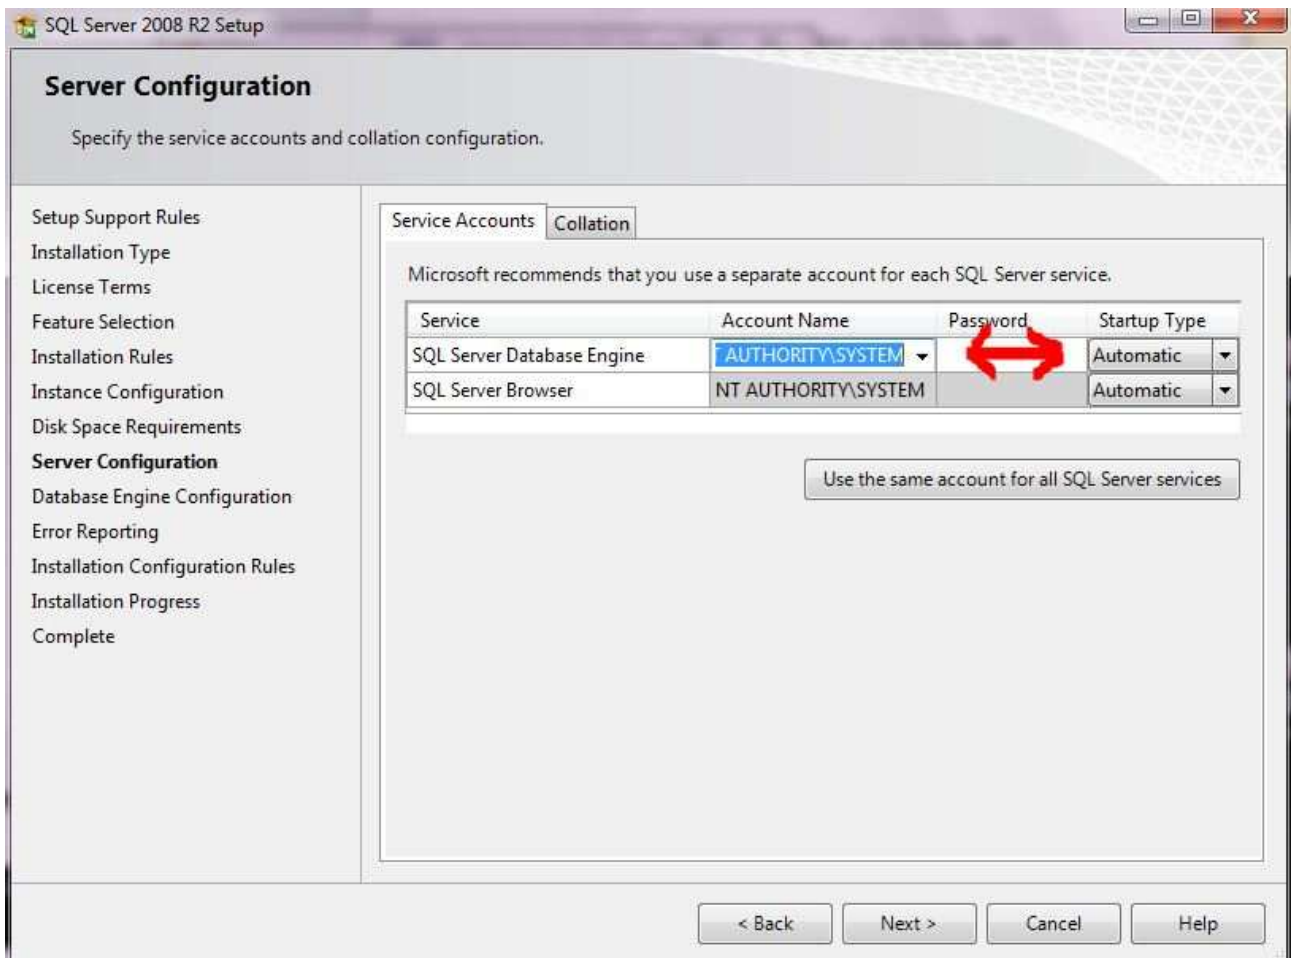 SQL Server 2008 R2 Setup
Server Configuration
Specify the service accounts and collation configuration.
Setup Support Rules
Installation Type
License Terms
Feature Selection
Installation Rules
Instance Configuration
Disk Space Requirements
Server Configuration
Database Engine Configuration
Error Reporting
Installation Configuration Rules
Installation Progress
Complete
Service Accounts Collation
Microsoft recommends that you use a separate account for each SQL Server service.
Service Account Name Password Startup Type
SQL Server Database Engine AUTHORITY\SYSTEM Automatic
SQL Server Browser NT AUTHORITY\SYSTEM Automatic
Use the same account for all SQL Server services
< Back Next > Cancel Help